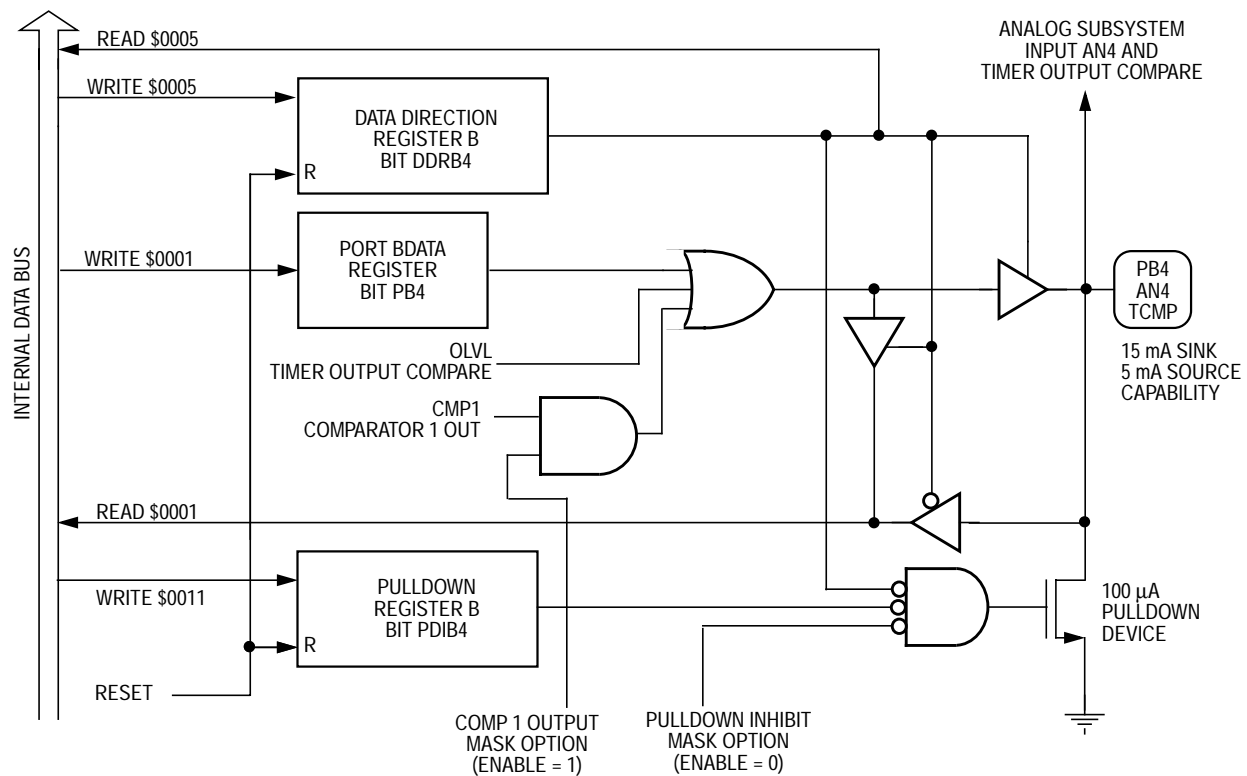 READ $0005
WRITE $0005
DATA DIRECTION
REGISTER B
BIT DDRB4
R
ANALOG SUBSYSTEM
INPUT AN4 AND
TIMER OUTPUT COMPARE
INTERNAL DATA BUS
WRITE $0001
PORT BDATA
REGISTER
BIT PB4
PB4
AN4
TCMP
15 mA SINK
5 mA SOURCE
CAPABILITY
OLVL
TIMER OUTPUT COMPARE
CMP1
COMPARATOR 1 OUT
READ $0001
WRITE $0011
PULLDOWN
REGISTER B
BIT PDIB4
R
100 µA
PULLDOWN
DEVICE
RESET
COMP 1 OUTPUT
MASK OPTION
(ENABLE = 1)
PULLDOWN INHIBIT
MASK OPTION
(ENABLE = 0)